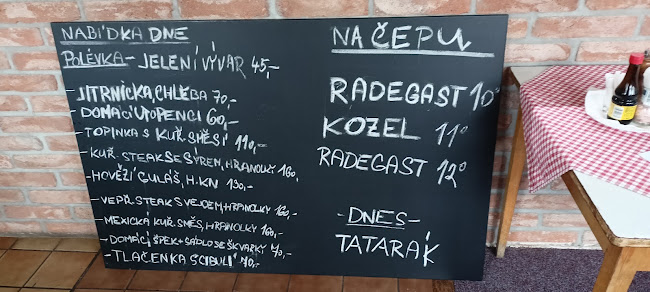 NABÍDKA DNE
POLÉVKA - JELENÍ VÝVAR 45,-
- JITRNICKA, CHLEBA 70,-
- DOMACÍ UTOPENCI 60,-
- TOPINKA S KUŘ. SMĚSÍ 110,-
- KUŘ. STEAK SE SÝREM, HRANOLKY 160,-
- HOVĚZÍ GULÁŠ, H.KN 130,-
- VEPŘ. STEAK S VEJCEM, HRANOLKY 160,-
- MEXICKÁ KUŘ. SMĚS, HRANOLKY 160,-
- DOMÁCÍ ŠPEK + SÁDLO SE ŠKVARKY 70,-
- TLAČENKA S CIBULÍ 70,-
NA ČEPU
RADEGAST 10°
KOZEL 11°
RADEGAST 12°
- DNES -
TATARÁK